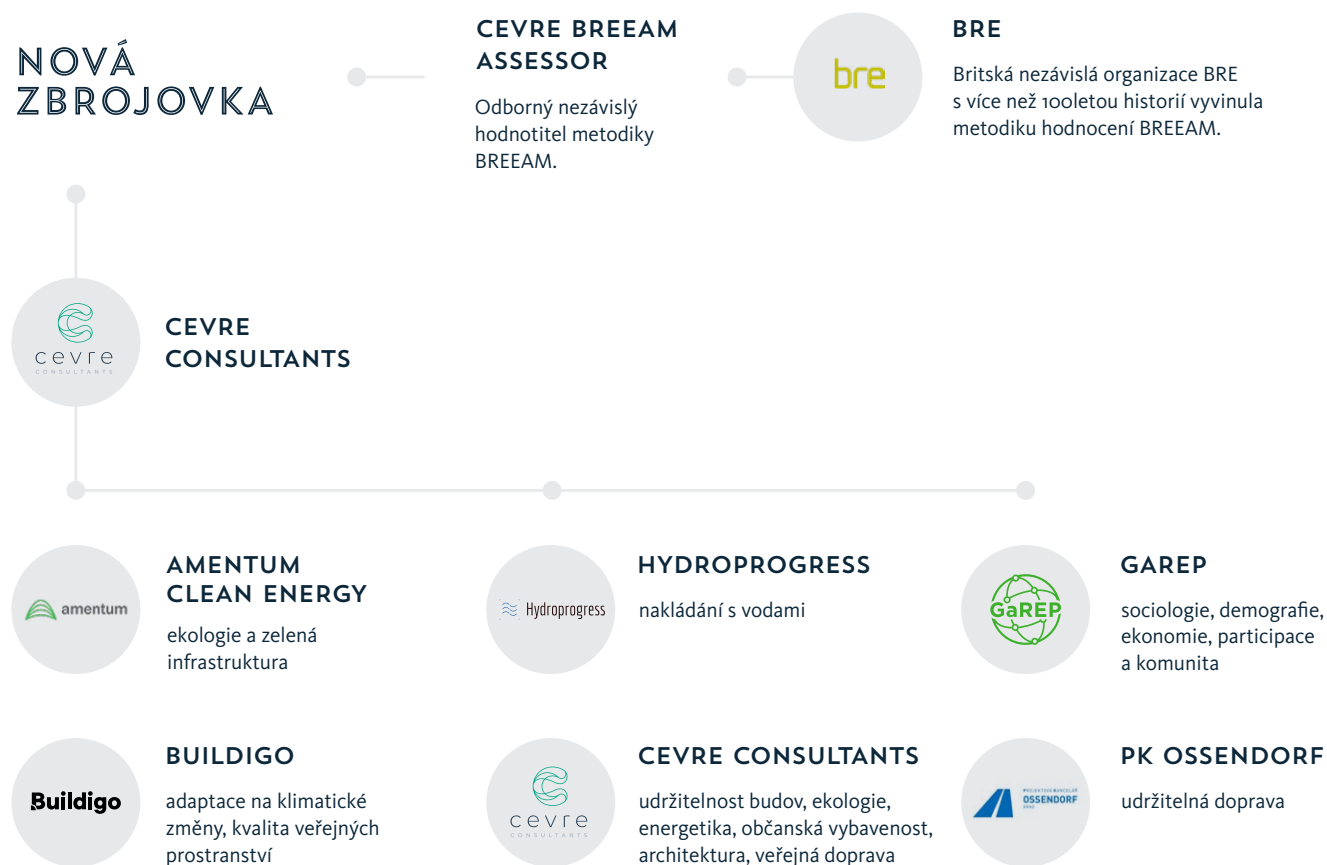 NOVÁ
ZBROJOVKA
CEVRE BREEAM
ASSESSOR
Odborný nezávislý
hodnotitel metodiky
BREEAM.
bre
BRE
Britská nezávislá organizace BRE
s více než 100letou historií vyvinula
metodiku hodnocení BREEAM.
cevre
CONSULTANTS
CEVRE
CONSULTANTS
amentum
AMENTUM
CLEAN ENERGY
ekologie a zelená
infrastruktura
Hydroprogress
HYDROPROGRESS
nakládání s vodami
GaREP
GAREP
sociologie, demografie,
ekonomie, participace
a komunita
Buildigo
BUILDIGO
adaptace na klimatické
změny, kvalita veřejných
prostranství
cevre
CONSULTANTS
CEVRE CONSULTANTS
udržitelnost budov, ekologie,
energetika, občanská vybavenost,
architektura, veřejná doprava
PROJEKTOVÁ KANCELÁŘ
OSSENDORF
BRNO
PK OSSENDORF
udržitelná doprava